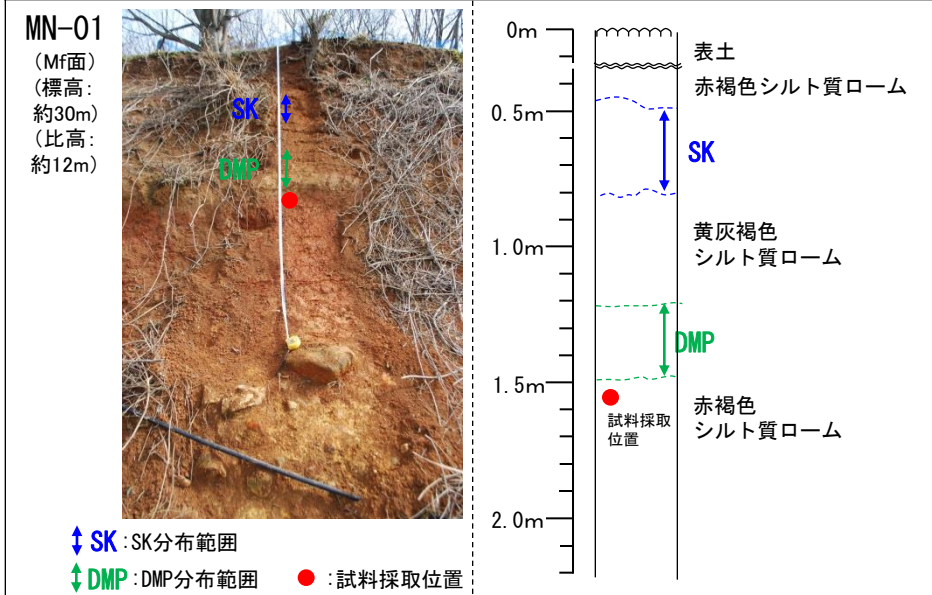 MN-01
（Mf面）
（標高：
約30m）
（比高：
約12m）
SK
DMP
SK：SK分布範囲
DMP：DMP分布範囲
：試料採取位置
0m
表土
赤褐色シルト質ローム
0.5m
SK
黄灰褐色
シルト質ローム
1.0m
DMP
1.5m
赤褐色
シルト質ローム
試料採取
位置
2.0m